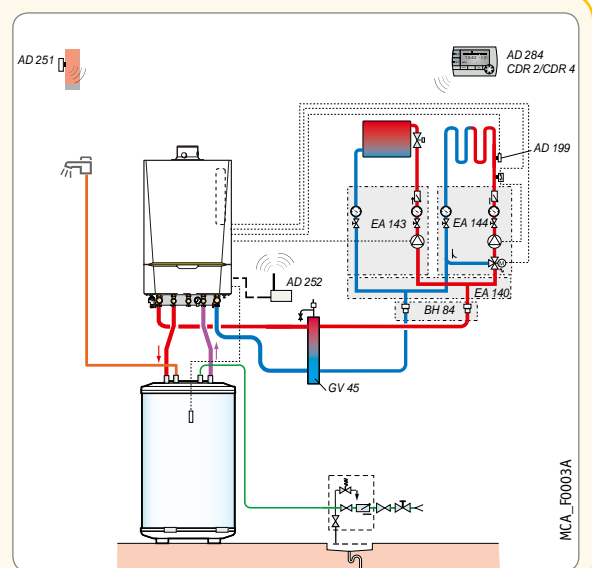 AD 251
AD 284
CDR 2/CDR 4
AD 199
EA 143
EA 144
AD 252
EA 140
BH 84
GV 45
MCA_F0003A